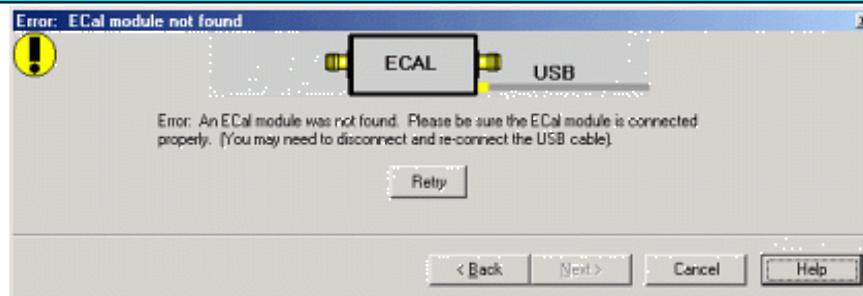 Error: ECal module not found
ECAL
USB
Error: An ECal module was not found. Please be sure the ECal module is connected
properly. (You may need to disconnect and re-connect the USB cable).
Retry
< Back Next > Cancel Help